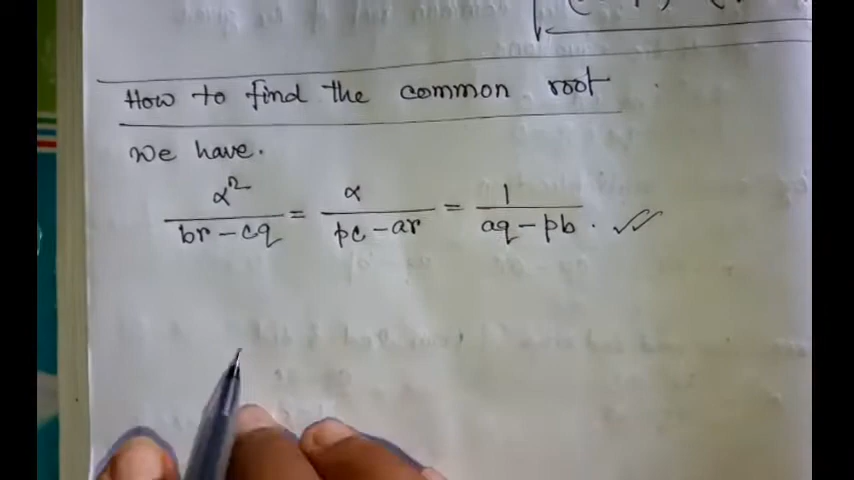 How to find the common root
We have.
α² / br - cq = α / pc - ar = 1 / aq - pb . ✓✓